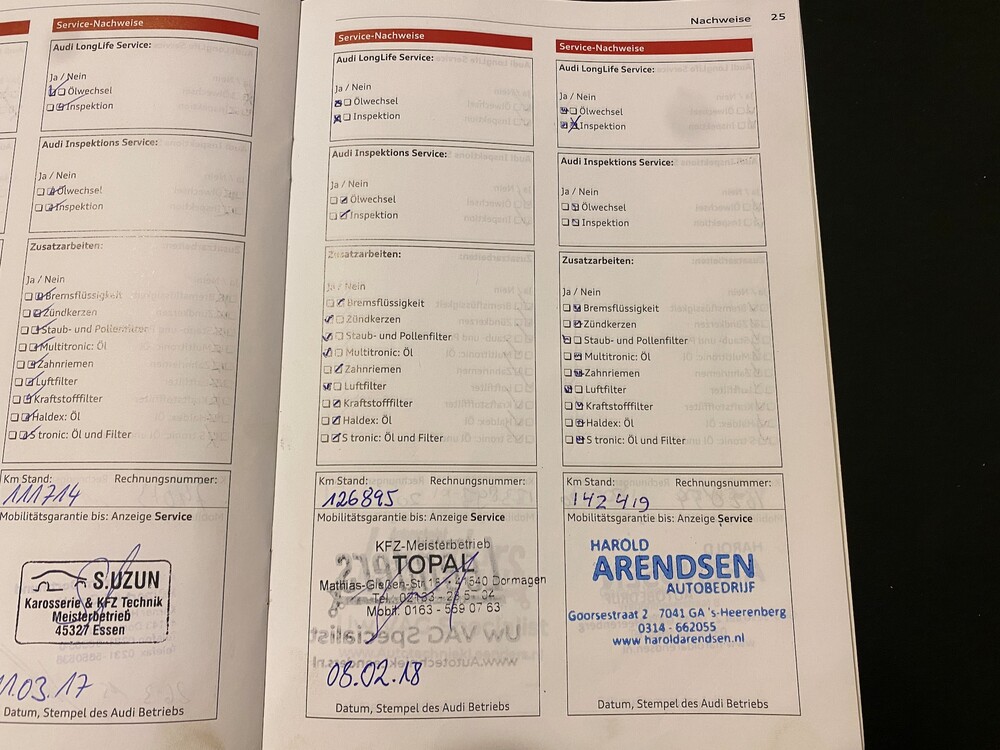 Nachweise 25
Service-Nachweise
Audi LongLife Service:
Ja / Nein
Ölwechsel
Inspektion
Audi Inspektions Service:
Ja / Nein
Ölwechsel
Inspektion
Zusatzarbeiten:
Ja / Nein
Bremsflüssigkeit
Zündkerzen
Staub- und Pollenfilter
Multitronic: Öl
Zahnriemen
Luftfilter
Kraftstofffilter
Haldex: Öl
S tronic: Öl und Filter
Km Stand: Rechnungsnummer:
111714
Mobilitätsgarantie bis: Anzeige Service
S.UZUN
Karosserie & KFZ Technik
Meisterbetrieb
45327 Essen
11.03.17
Datum, Stempel des Audi Betriebs
Service-Nachweise
Audi LongLife Service:
Ja / Nein
Ölwechsel
Inspektion
Audi Inspektions Service:
Ja / Nein
Ölwechsel
Inspektion
Zusatzarbeiten:
Ja / Nein
Bremsflüssigkeit
Zündkerzen
Staub- und Pollenfilter
Multitronic: Öl
Zahnriemen
Luftfilter
Kraftstofffilter
Haldex: Öl
S tronic: Öl und Filter
Km Stand: Rechnungsnummer:
126895
Mobilitätsgarantie bis: Anzeige Service
KFZ-Meisterbetrieb
TOPAL
41540 Dormagen
Mobil: 0163 - 569 07 63
08.02.18
Datum, Stempel des Audi Betriebs
Service-Nachweise
Audi LongLife Service:
Ja / Nein
Ölwechsel
Inspektion
Audi Inspektions Service:
Ja / Nein
Ölwechsel
Inspektion
Zusatzarbeiten:
Ja / Nein
Bremsflüssigkeit
Zündkerzen
Staub- und Pollenfilter
Multitronic: Öl
Zahnriemen
Luftfilter
Kraftstofffilter
Haldex: Öl
S tronic: Öl und Filter
Km Stand: Rechnungsnummer:
142419
Mobilitätsgarantie bis: Anzeige Service
HAROLD
ARENDSEN
AUTOBEDRIJF
Goorsestraat 2 7041 GA 's-Heerenberg
0314 - 662055
www.haroldarendsen.nl
Datum, Stempel des Audi Betriebs